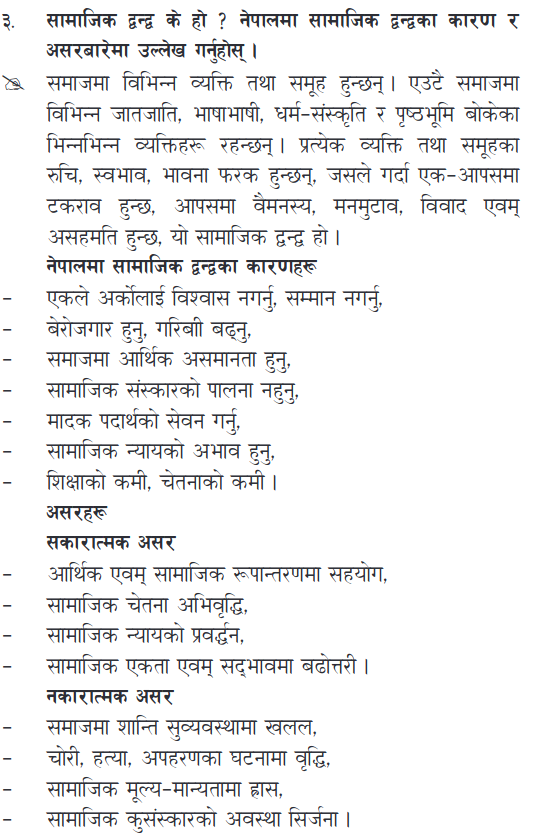 ३. सामाजिक द्वन्द्व के हो ? नेपालमा सामाजिक द्वन्द्वका कारण र
असरबारेमा उल्लेख गर्नुहोस् ।
समाजमा विभिन्न व्यक्ति तथा समूह हुन्छन् । एउटै समाजमा
विभिन्न जातजाति, भाषाभाषी, धर्म-संस्कृति र पृष्ठभूमि बोकेका
भिन्नभिन्न व्यक्तिहरू रहन्छन् । प्रत्येक व्यक्ति तथा समूहका
रुचि, स्वभाव, भावना फरक हुन्छन्, जसले गर्दा एक-आपसमा
टकराव हुन्छ, आपसमा वैमनस्य, मनमुटाव, विवाद एवम्
असहमति हुन्छ, यो सामाजिक द्वन्द्व हो ।
नेपालमा सामाजिक द्वन्द्वका कारणहरू
- एकले अर्कोलाई विश्वास नगर्नु, सम्मान नगर्नु,
- बेरोजगार हुनु, गरिबाी बढ्नु,
- समाजमा आर्थिक असमानता हुनु,
- सामाजिक संस्कारको पालना नहुनु,
- मादक पदार्थको सेवन गर्नु,
- सामाजिक न्यायको अभाव हुनु,
- शिक्षाको कमी, चेतनाको कमी ।
असरहरू
सकारात्मक असर
- आर्थिक एवम् सामाजिक रूपान्तरणमा सहयोग,
- सामाजिक चेतना अभिवृद्धि,
- सामाजिक न्यायको प्रवर्द्धन,
- सामाजिक एकता एवम् सद्‌भावमा बढोत्तरी ।
नकारात्मक असर
- समाजमा शान्ति सुव्यवस्थामा खलल,
- चोरी, हत्या, अपहरणका घटनामा वृद्धि,
- सामाजिक मूल्य-मान्यतामा ह्रास,
- सामाजिक कुसंस्कारको अवस्था सिर्जना ।